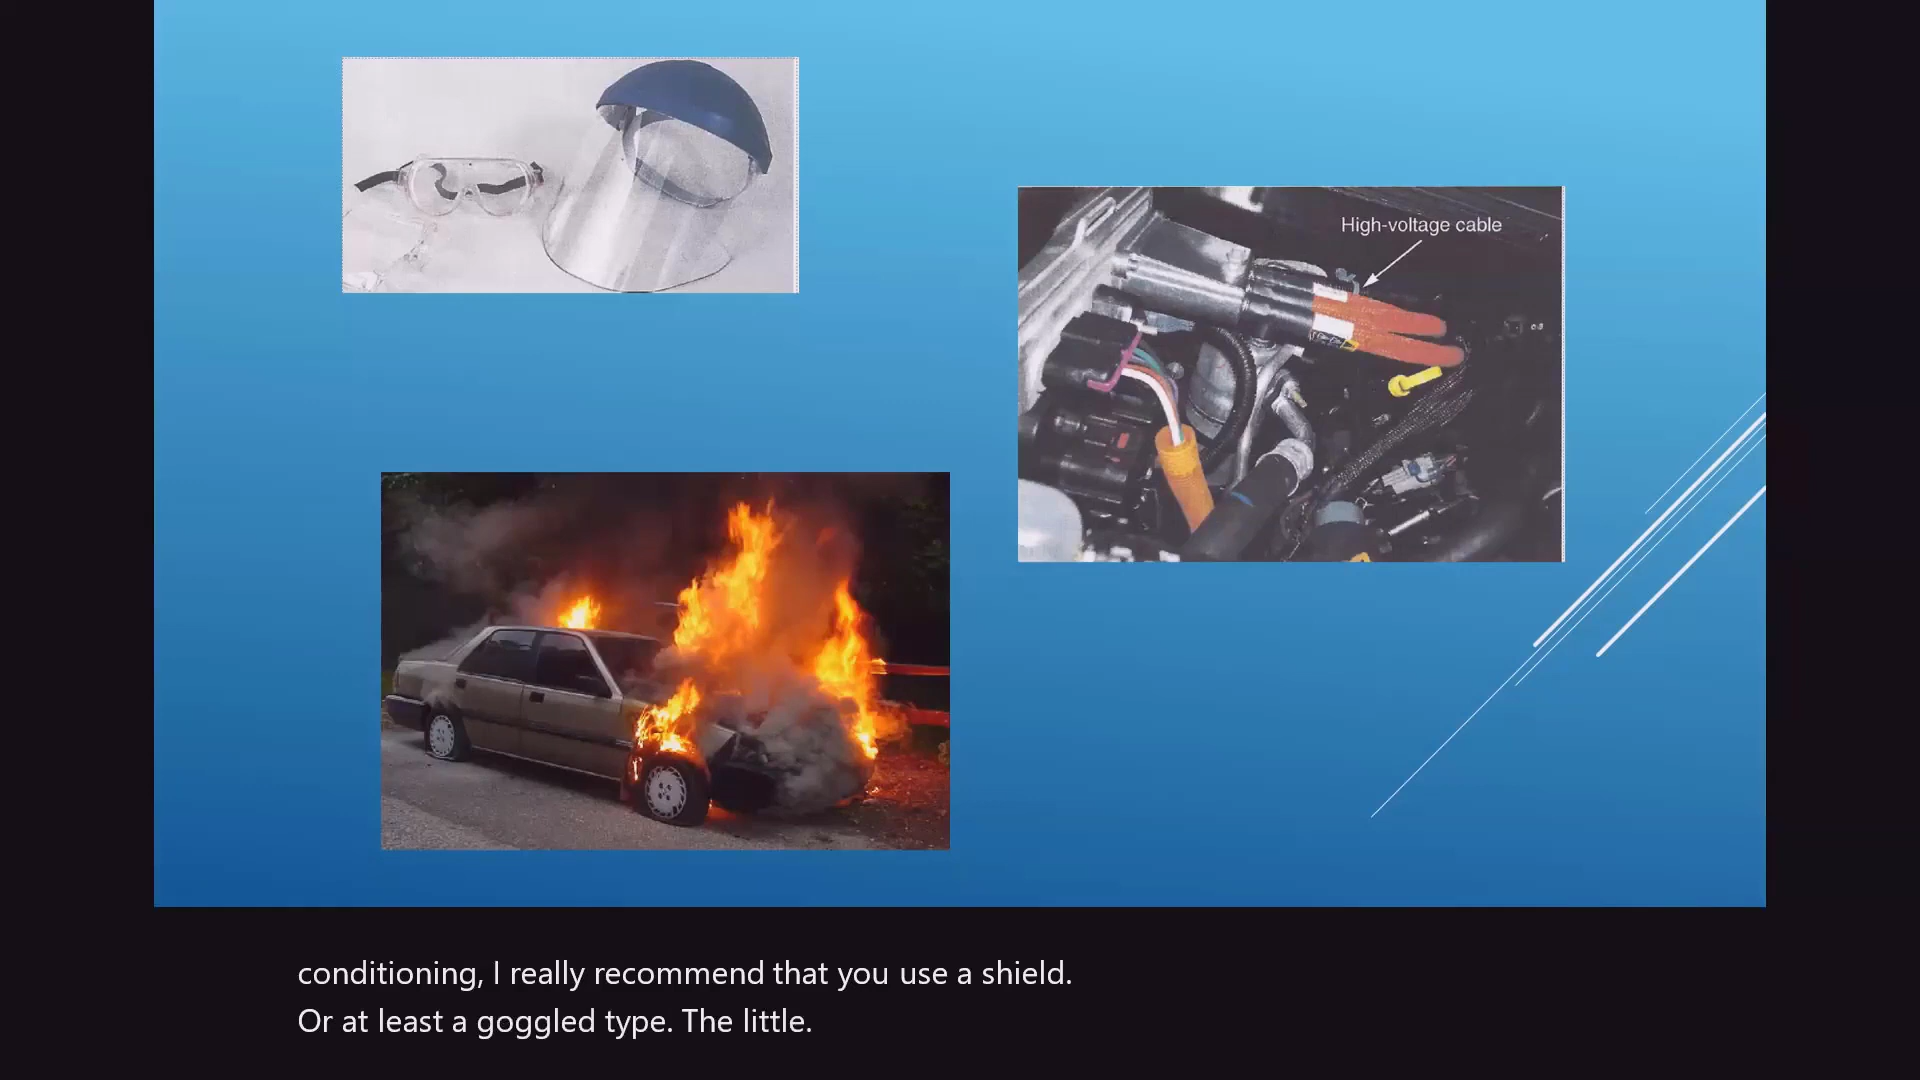 High-voltage cable
conditioning, I really recommend that you use a shield.
Or at least a goggled type. The little.